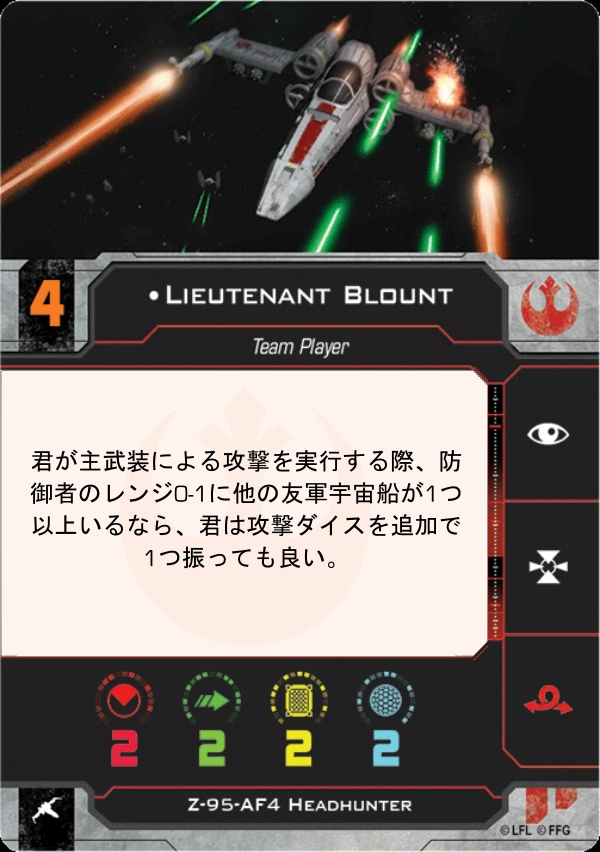 4
•Lieutenant Blount
Team Player
君が主武装による攻撃を実行する際、防
御者のレンジ0-1に他の友軍宇宙船が1つ
以上いるなら、君は攻撃ダイスを追加で
1つ振っても良い。
2 2 2 2
Z-95-AF4 Headhunter
©LFL ©FFG